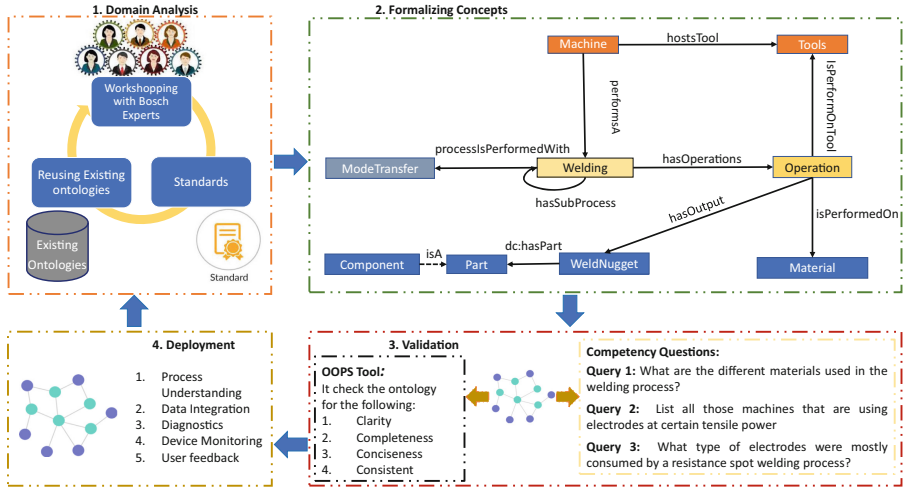 1. Domain Analysis
Workshopping
with Bosch
Experts
Reusing Existing
ontologies
Standards
Existing
Ontologies
Standard
2. Formalizing Concepts
Machine
hostsTool
Tools
performsA
IsPerformOnTool
ModeTransfer
processIsPerformedWith
Welding
hasOperations
Operation
hasSubProcess
hasOutput
isPerformedOn
Component
isA
Part
dc:hasPart
WeldNugget
Material
3. Validation
OOPS Tool:
It check the ontology
for the following:
1. Clarity
2. Completeness
3. Conciseness
4. Consistent
Competency Questions:
Query 1: What are the different materials used in the
welding process?
Query 2: List all those machines that are using
electrodes at certain tensile power
Query 3: What type of electrodes were mostly
consumed by a resistance spot welding process?
4. Deployment
1. Process
Understanding
2. Data Integration
3. Diagnostics
4. Device Monitoring
5. User feedback